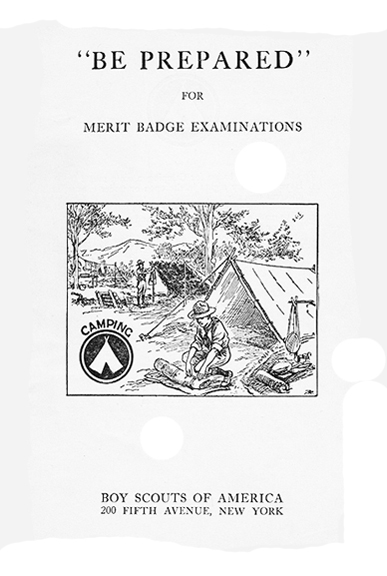 "BE PREPARED"
FOR
MERIT BADGE EXAMINATIONS
CAMPING
BOY SCOUTS OF AMERICA
200 FIFTH AVENUE, NEW YORK